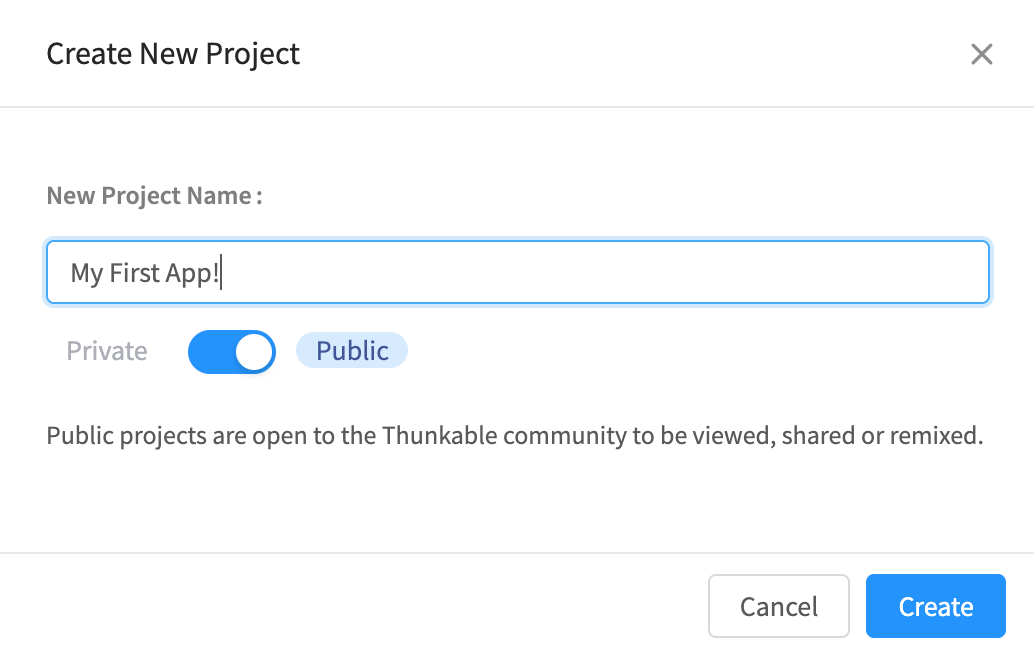 Create New Project
New Project Name :
My First App!
Private Public
Public projects are open to the Thunkable community to be viewed, shared or remixed.
Cancel Create